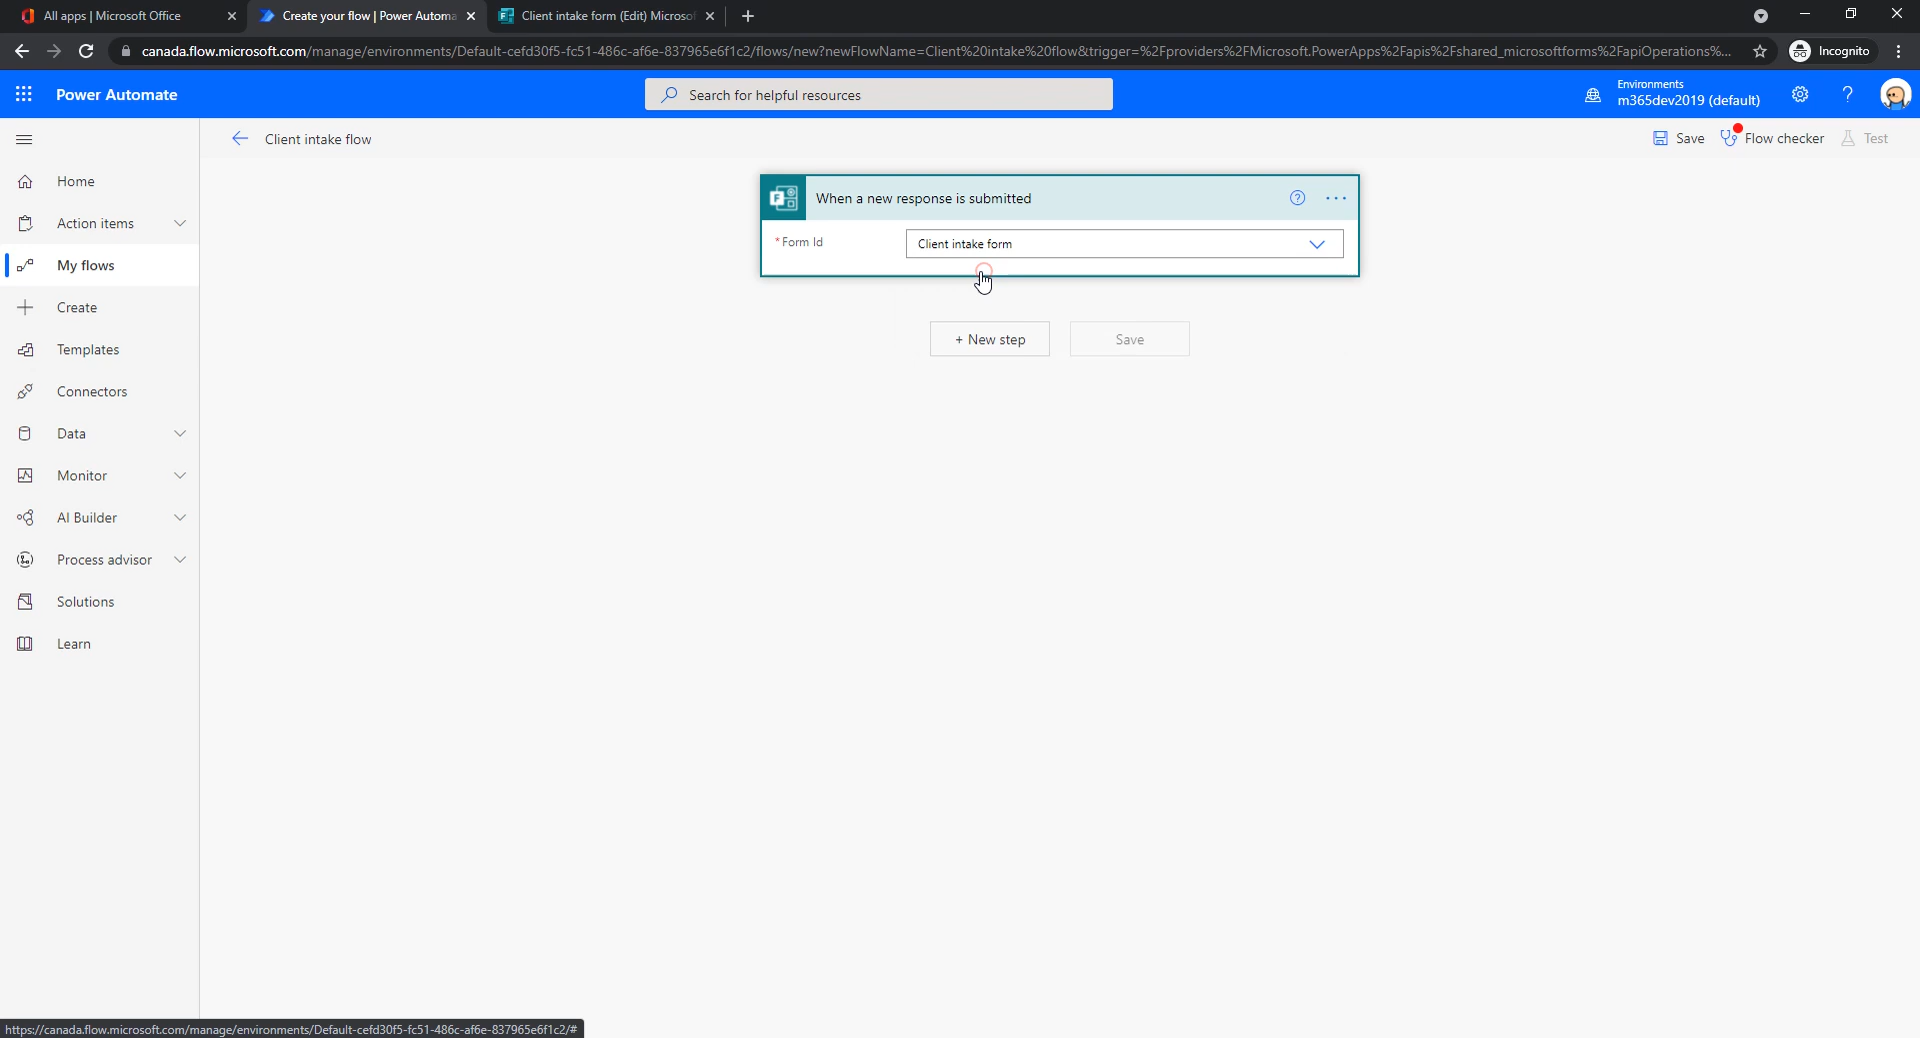 All apps | Microsoft Office
Create your flow | Power Automa
Client intake form (Edit) Microsof
canada.flow.microsoft.com/manage/environments/Default-cefd30f5-fc51-486c-af6e-837965e6f1c2/flows/new?newFlowName=Client%20intake%20flow&trigger=%2Fproviders%2FMicrosoft.PowerApps%2Fapis%2Fshared_microsoftforms%2FapiOperations%...
Incognito
Power Automate
Search for helpful resources
Environments
m365dev2019 (default)
Client intake flow
Save
Flow checker
Test
Home
Action items
My flows
Create
Templates
Connectors
Data
Monitor
AI Builder
Process advisor
Solutions
Learn
When a new response is submitted
* Form Id
Client intake form
+ New step
Save
https://canada.flow.microsoft.com/manage/environments/Default-cefd30f5-fc51-486c-af6e-837965e6f1c2/#